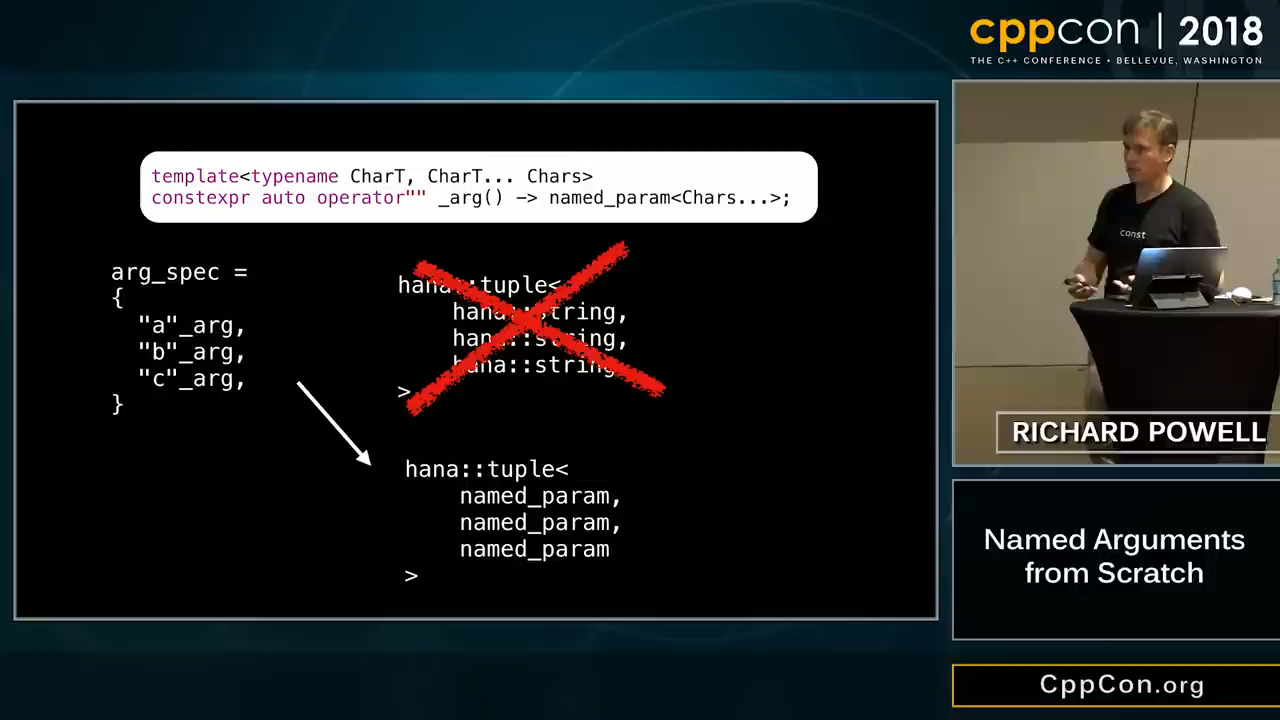 cppcon | 2018
THE C++ CONFERENCE • BELLEVUE, WASHINGTON
template<typename CharT, CharT... Chars>
constexpr auto operator"" _arg() -> named_param<Chars...>;
arg_spec =
{
"a"_arg,
"b"_arg,
"c"_arg,
}
hana::tuple<
hana::string,
hana::string,
hana::string
>
hana::tuple<
named_param,
named_param,
named_param
>
const
RICHARD POWELL
Named Arguments
from Scratch
CppCon.org